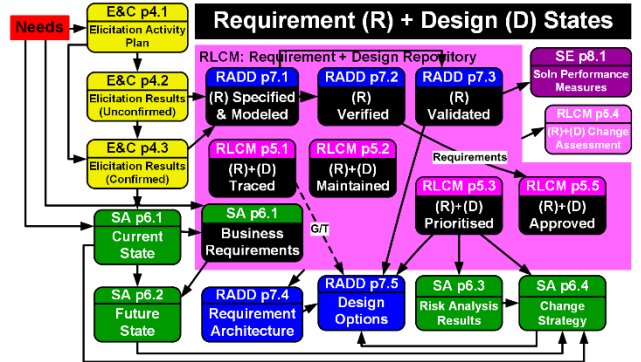 Needs
E&C p4.1
Elicitation Activity
Plan
Requirement (R) + Design (D) States
RLCM: Requirement + Design Repository
E&C p4.2
Elicitation Results
(Unconfirmed)
RADD p7.1
(R) Specified
& Modeled
RADD p7.2
(R)
Verified
RADD p7.3
(R)
Validated
SE p8.1
Soln Performance
Measures
RLCM p5.4
(R)+(D) Change
Assessment
E&C p4.3
Elicitation Results
(Confirmed)
RLCM p5.1
(R)+(D)
Traced
RLCM p5.2
(R)+(D)
Maintained
Requirements
RLCM p5.3
(R)+(D)
Prioritised
RLCM p5.5
(R)+(D)
Approved
SA p6.1
Current
State
SA p6.1
Business
Requirements
G/T
SA p6.2
Future
State
RADD p7.4
Requirement
Architecture
RADD p7.5
Design
Options
SA p6.3
Risk Analysis
Results
SA p6.4
Change
Strategy